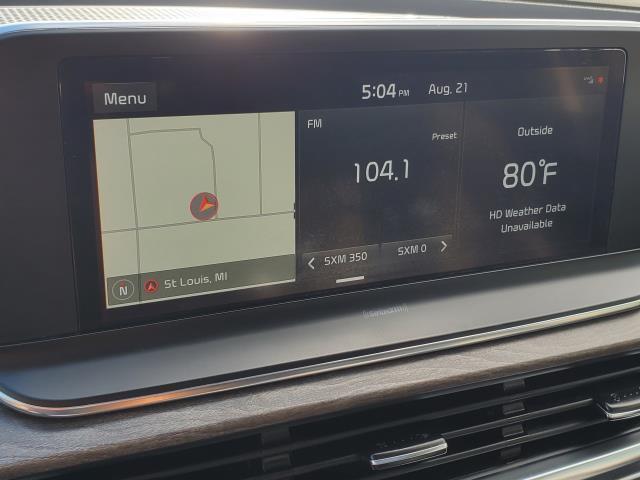 Menu
5:04 PM
Aug. 21
FM
Preset
104.1
SXM 350
SXM 0
Outside
80°F
HD Weather Data
Unavailable
N
St Louis, MI
SiriusXM